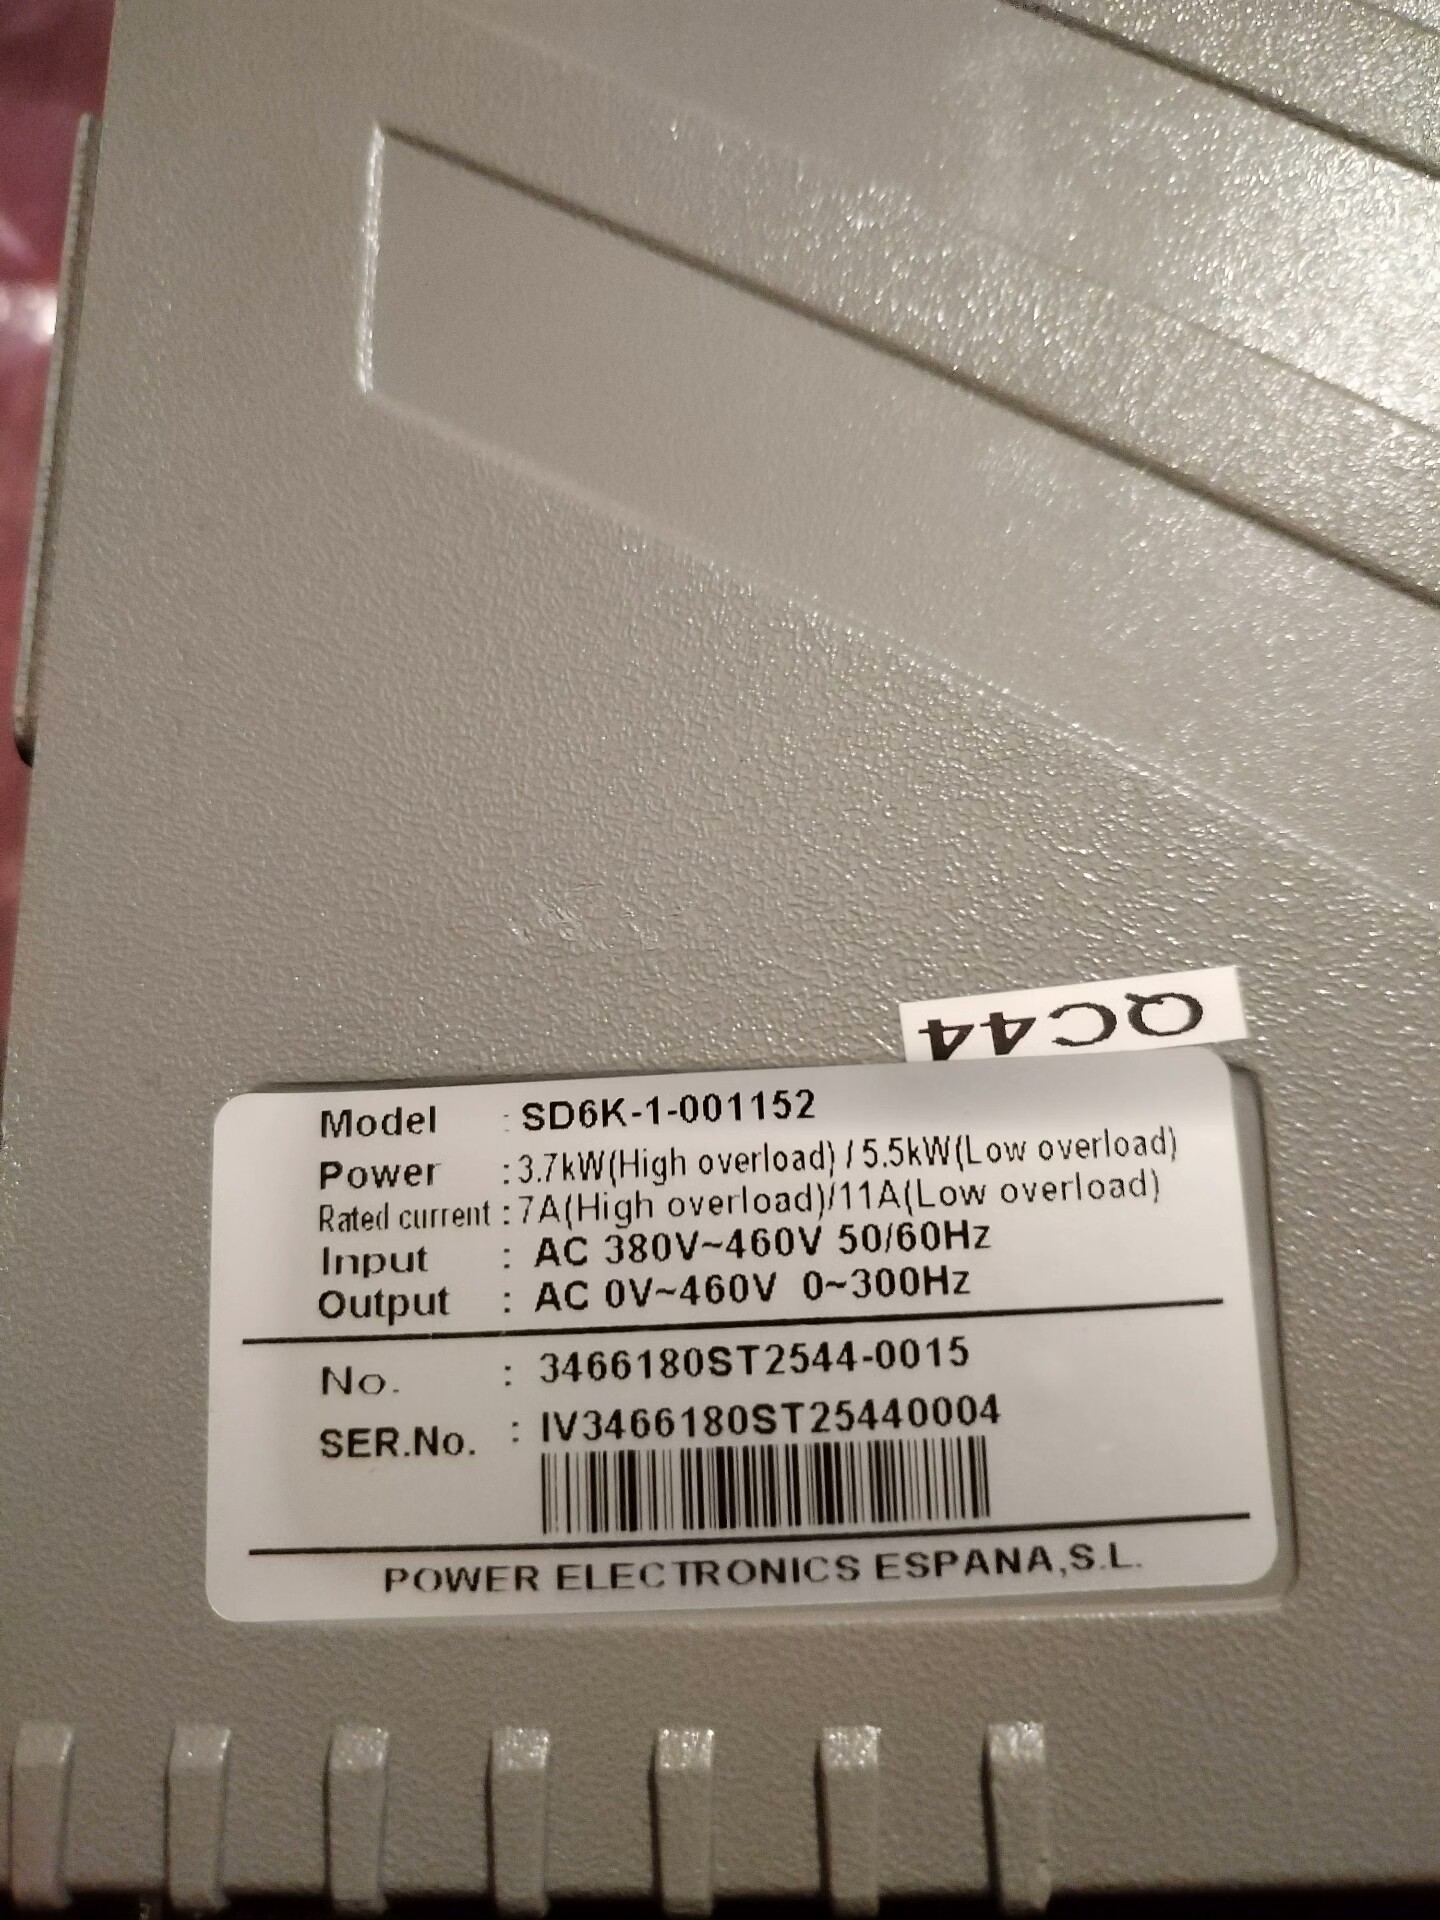 QC44
Model : SD6K-1-001152
Power : 3.7kW(High overload) / 5.5kW(Low overload)
Rated current : 7A(High overload)/11A(Low overload)
Input : AC 380V~460V 50/60Hz
Output : AC 0V~460V 0~300Hz
No. : 3466180ST2544-0015
SER.No. : IV3466180ST25440004
POWER ELECTRONICS ESPANA,S.L.